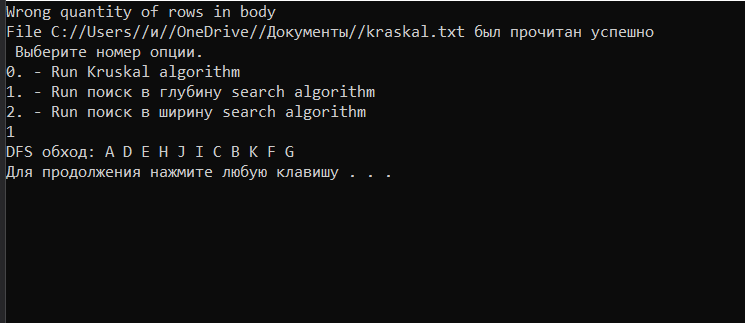 Wrong quantity of rows in body
File C://Users//и//OneDrive//Документы//kraskal.txt был прочитан успешно
Выберите номер опции.
0. - Run Kruskal algorithm
1. - Run поиск в глубину search algorithm
2. - Run поиск в ширину search algorithm
1
DFS обход: A D E H J I C B K F G
Для продолжения нажмите любую клавишу . . .